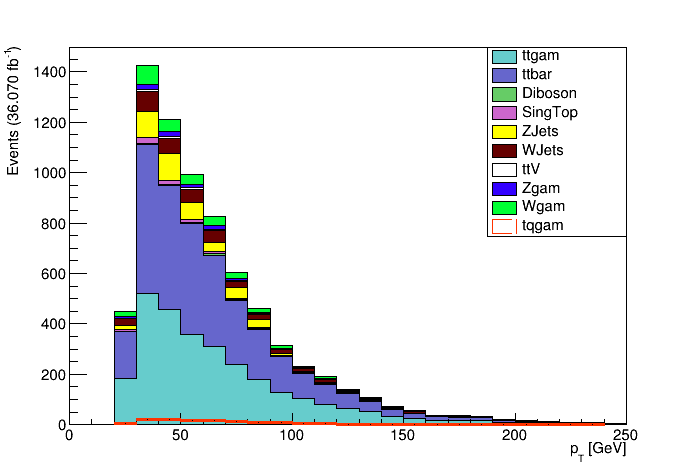 Events (36.070 fb-1)
1400
1200
1000
800
600
400
200
0
0 50 100 150 200 250
pT [GeV]
ttgam
ttbar
Diboson
SingTop
ZJets
WJets
ttV
Zgam
Wgam
tqgam